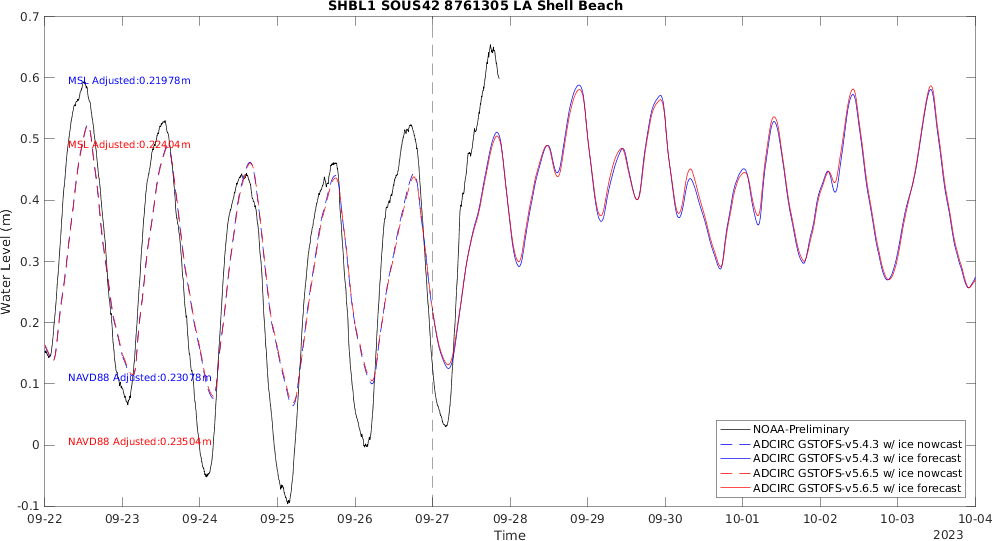 SHBL1 SOUS42 8761305 LA Shell Beach
0.7
0.6
0.5
0.4
0.3
0.2
0.1
0
-0.1
Water Level (m)
MSL Adjusted:0.21978m
MSL Adjusted:0.22404m
NAVD88 Adjusted:0.23078m
NAVD88 Adjusted:0.23504m
NOAA-Preliminary
ADCIRC GSTOFS-v5.4.3 w/ ice nowcast
ADCIRC GSTOFS-v5.4.3 w/ ice forecast
ADCIRC GSTOFS-v5.6.5 w/ ice nowcast
ADCIRC GSTOFS-v5.6.5 w/ ice forecast
09-22 09-23 09-24 09-25 09-26 09-27 09-28 09-29 09-30 10-01 10-02 10-03 10-04
Time
2023